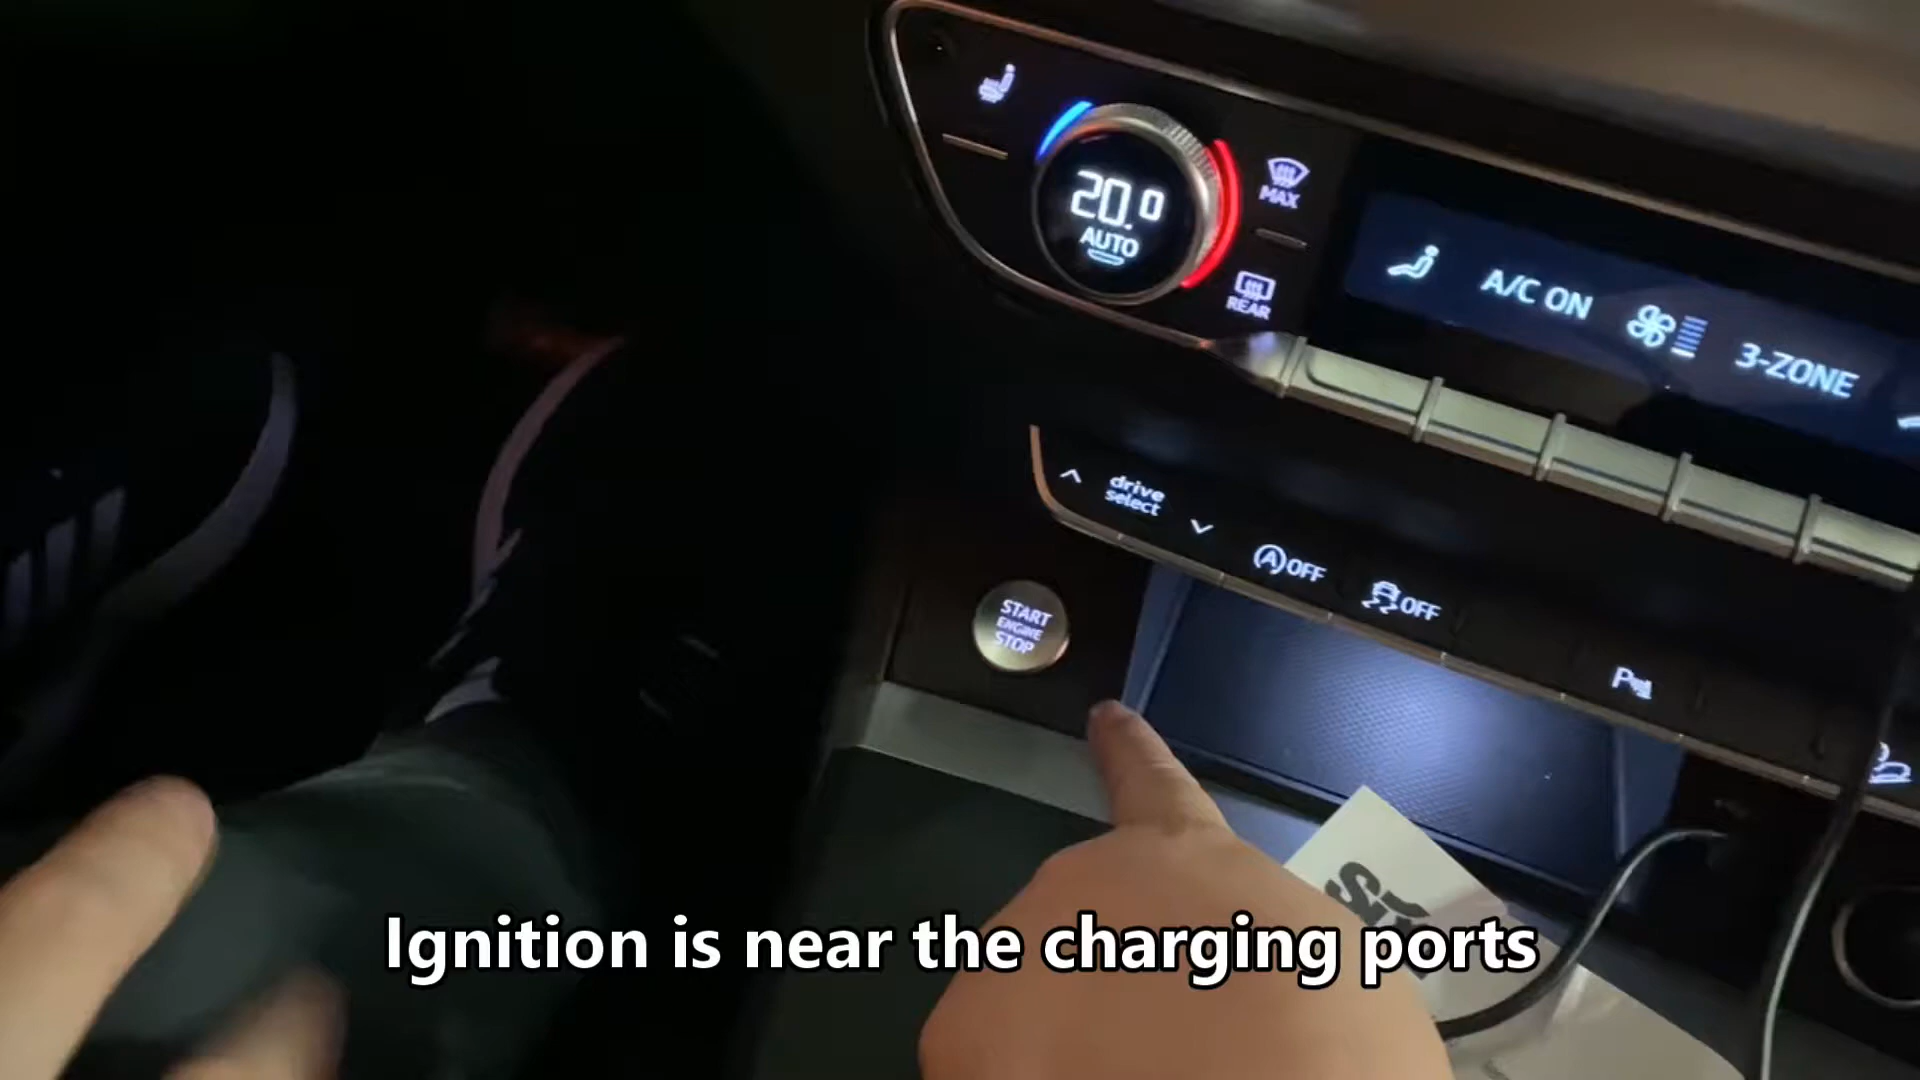 20.0
AUTO
MAX
REAR
A/C ON
3-ZONE
drive
select
A OFF
OFF
START
ENGINE
STOP
P
Ignition is near the charging ports